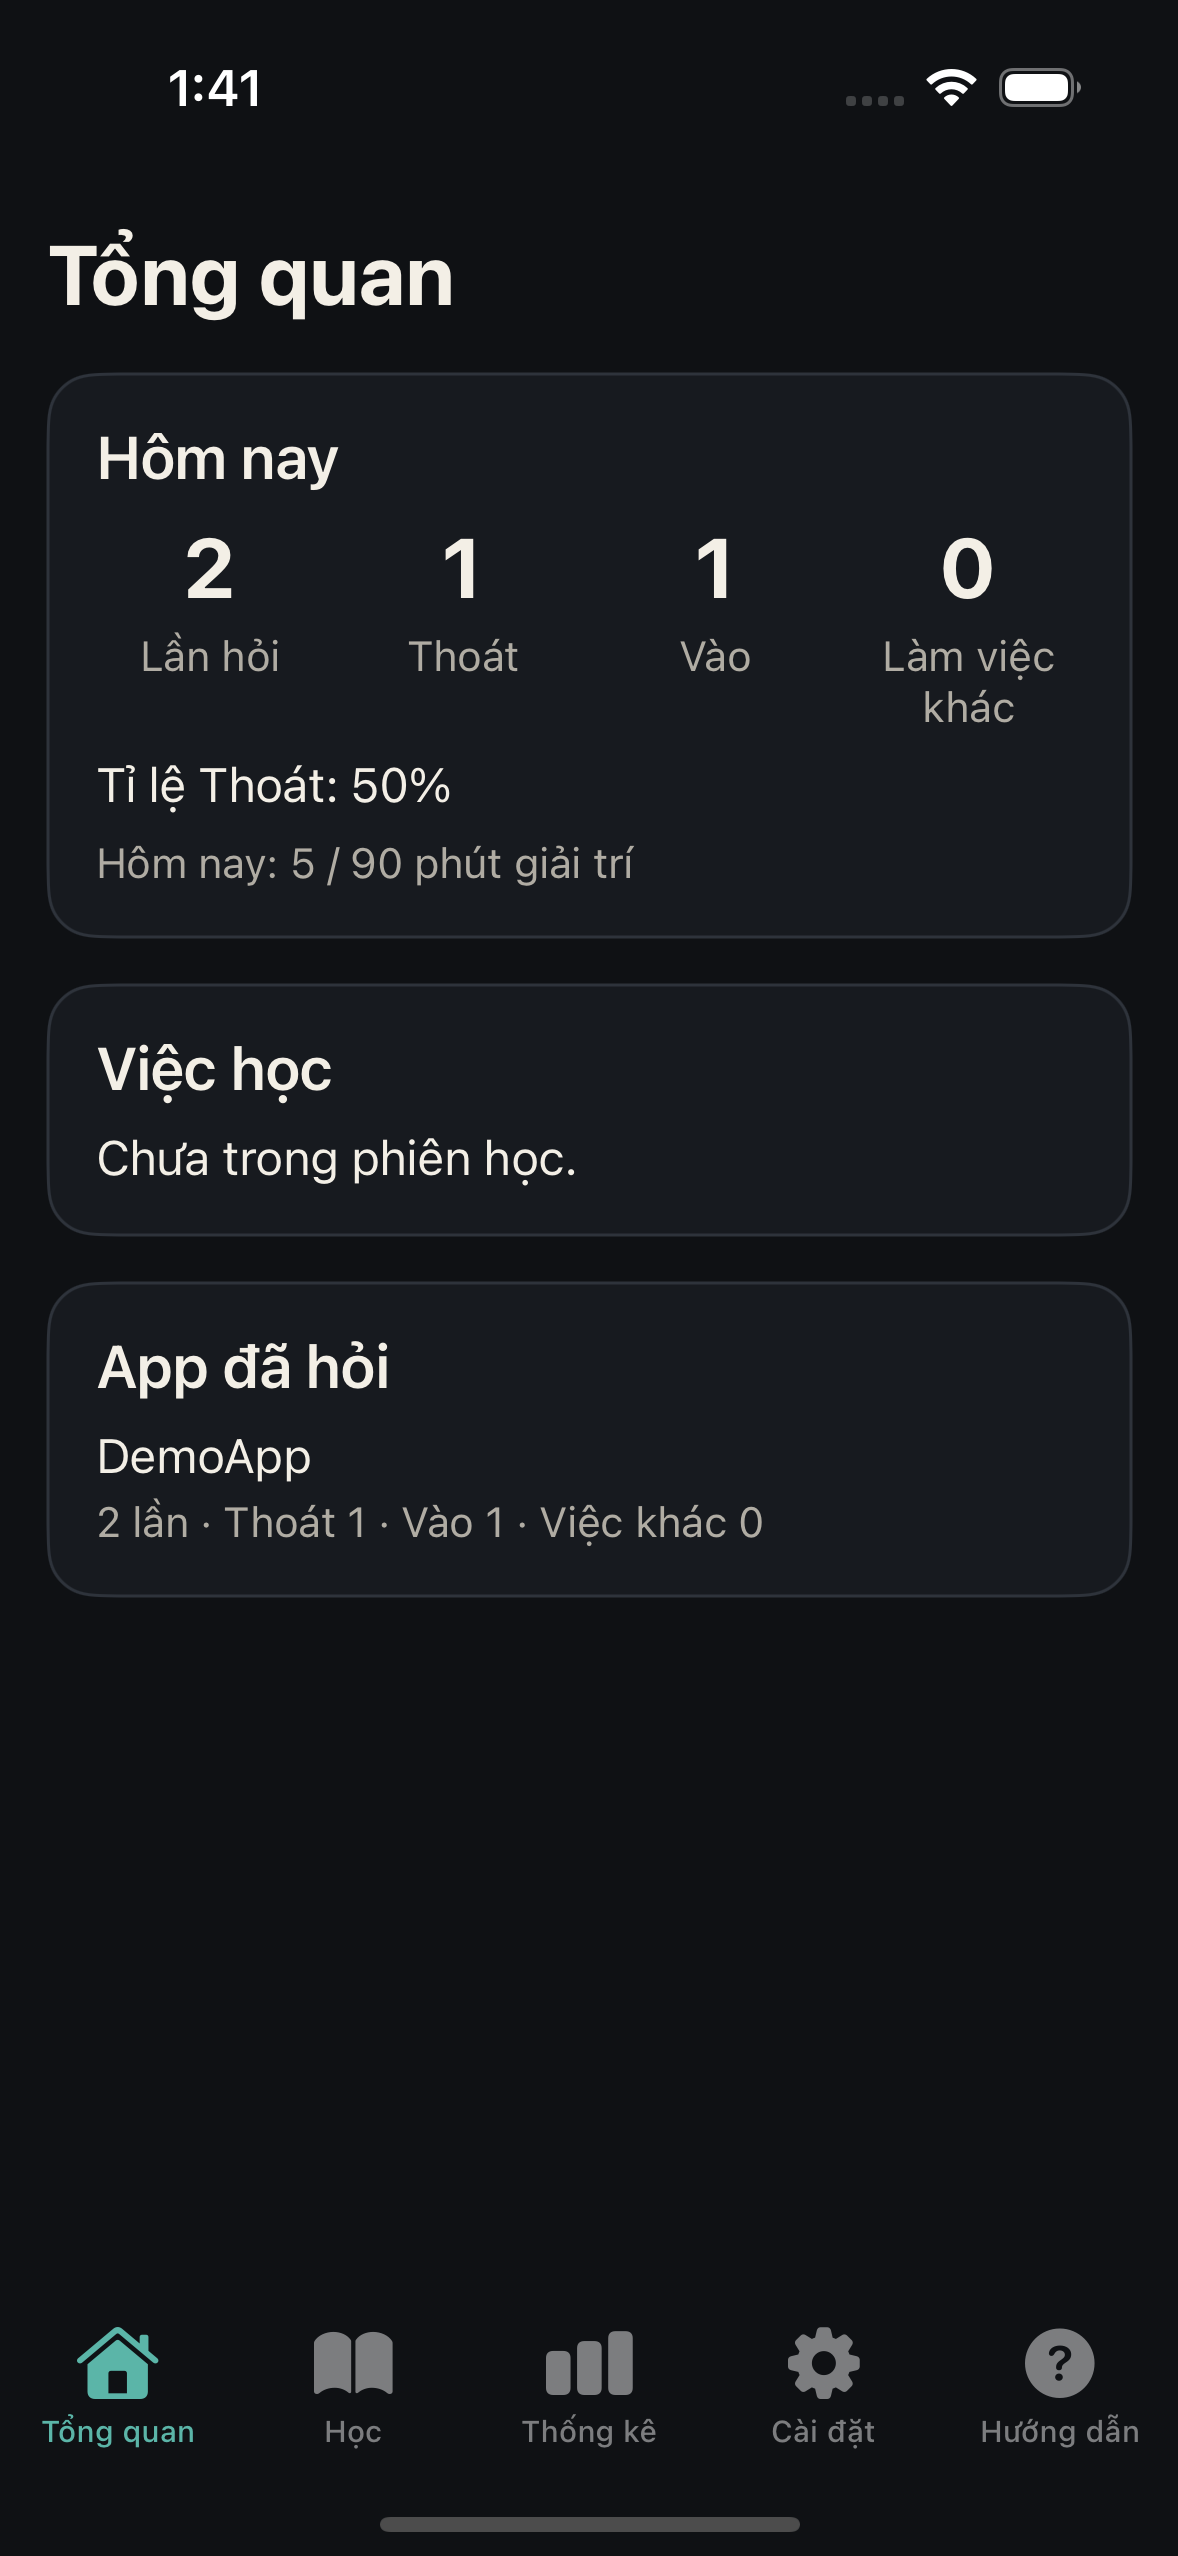 1:41
Tổng quan
Hôm nay
2 1 1 0
Lần hỏi Thoát Vào Làm việc
khác
Tỉ lệ Thoát: 50%
Hôm nay: 5 / 90 phút giải trí
Việc học
Chưa trong phiên học.
App đã hỏi
DemoApp
2 lần · Thoát 1 · Vào 1 · Việc khác 0
Tổng quan Học Thống kê Cài đặt Hướng dẫn